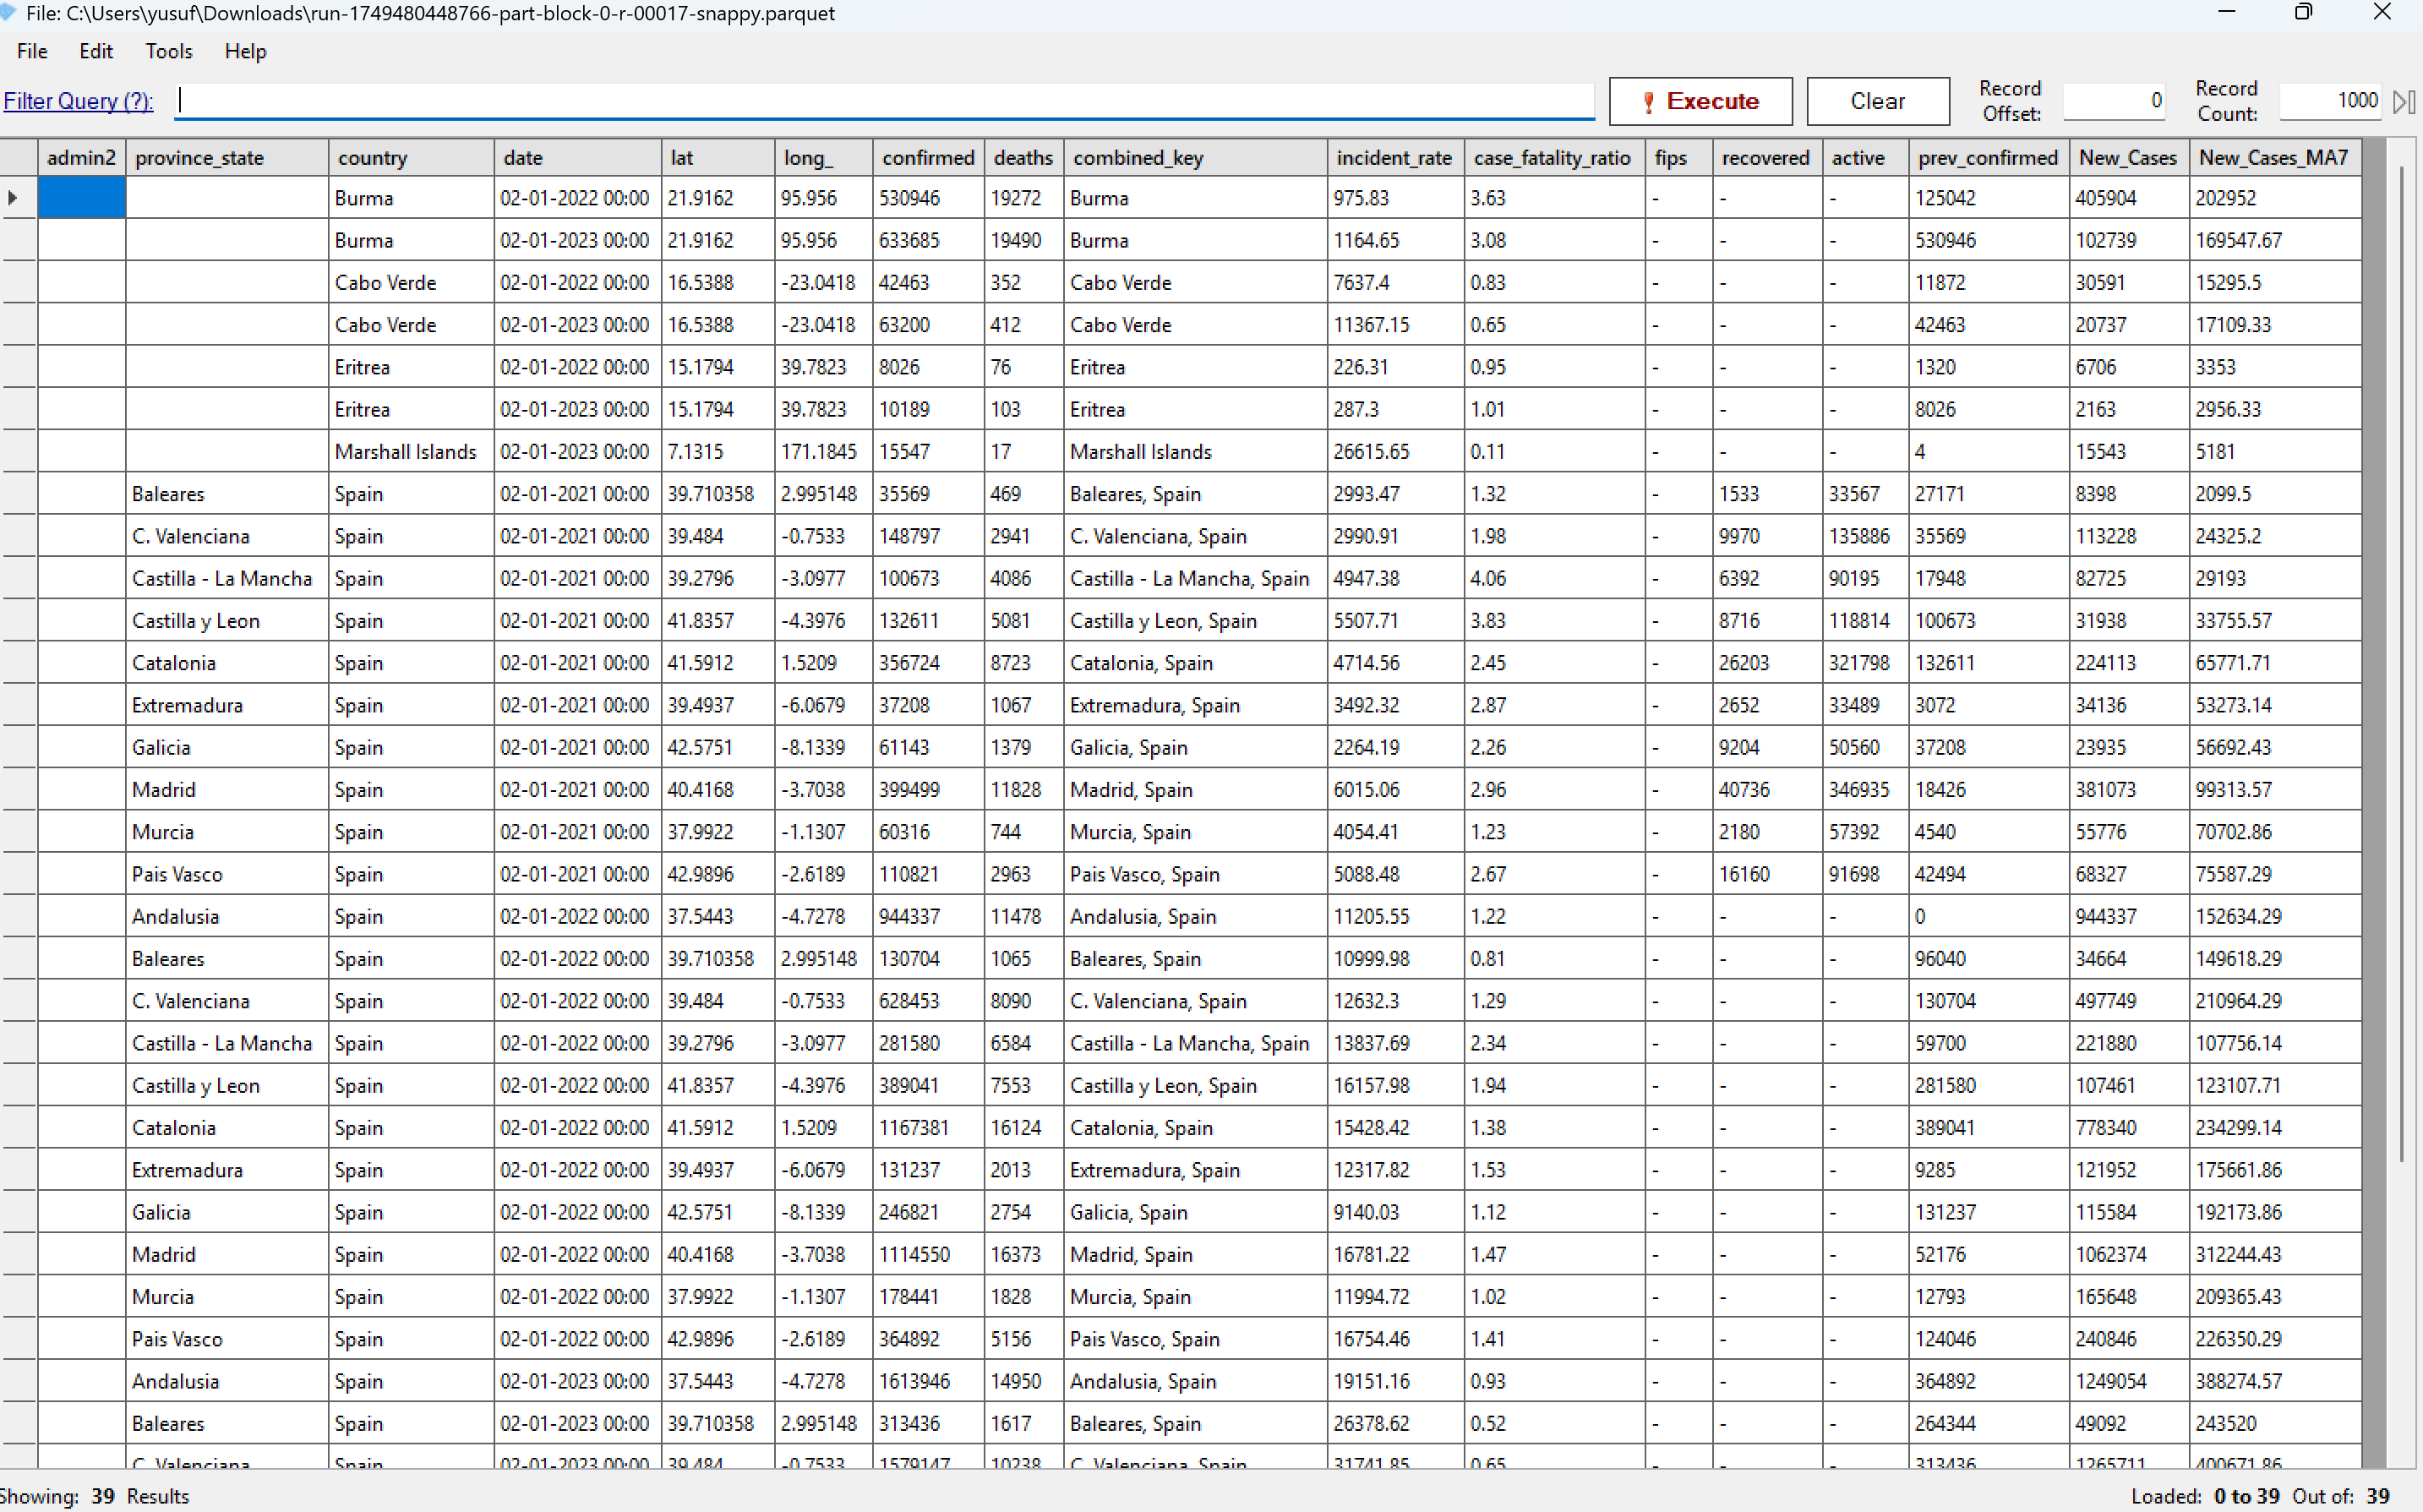 File: C:\Users\yusuf\Downloads\run-1749480448766-part-block-0-r-00017-snappy.parquet
File Edit Tools Help
Filter Query (?): Execute Clear Record Offset: 0 Record Count: 1000
admin2 province_state country date lat long_ confirmed deaths combined_key incident_rate case_fatality_ratio fips recovered active prev_confirmed New_Cases New_Cases_MA7
Burma 02-01-2022 00:00 21.9162 95.956 530946 19272 Burma 975.83 3.63 - - - 125042 405904 202952
Burma 02-01-2023 00:00 21.9162 95.956 633685 19490 Burma 1164.65 3.08 - - - 530946 102739 169547.67
Cabo Verde 02-01-2022 00:00 16.5388 -23.0418 42463 352 Cabo Verde 7637.4 0.83 - - - 11872 30591 15295.5
Cabo Verde 02-01-2023 00:00 16.5388 -23.0418 63200 412 Cabo Verde 11367.15 0.65 - - - 42463 20737 17109.33
Eritrea 02-01-2022 00:00 15.1794 39.7823 8026 76 Eritrea 226.31 0.95 - - - 1320 6706 3353
Eritrea 02-01-2023 00:00 15.1794 39.7823 10189 103 Eritrea 287.3 1.01 - - - 8026 2163 2956.33
Marshall Islands 02-01-2023 00:00 7.1315 171.1845 15547 17 Marshall Islands 26615.65 0.11 - - - 4 15543 5181
Baleares Spain 02-01-2021 00:00 39.710358 2.995148 35569 469 Baleares, Spain 2993.47 1.32 - 1533 33567 27171 8398 2099.5
C. Valenciana Spain 02-01-2021 00:00 39.484 -0.7533 148797 2941 C. Valenciana, Spain 2990.91 1.98 - 9970 135886 35569 113228 24325.2
Castilla - La Mancha Spain 02-01-2021 00:00 39.2796 -3.0977 100673 4086 Castilla - La Mancha, Spain 4947.38 4.06 - 6392 90195 17948 82725 29193
Castilla y Leon Spain 02-01-2021 00:00 41.8357 -4.3976 132611 5081 Castilla y Leon, Spain 5507.71 3.83 - 8716 118814 100673 31938 33755.57
Catalonia Spain 02-01-2021 00:00 41.5912 1.5209 356724 8723 Catalonia, Spain 4714.56 2.45 - 26203 321798 132611 224113 65771.71
Extremadura Spain 02-01-2021 00:00 39.4937 -6.0679 37208 1067 Extremadura, Spain 3492.32 2.87 - 2652 33489 3072 34136 53273.14
Galicia Spain 02-01-2021 00:00 42.5751 -8.1339 61143 1379 Galicia, Spain 2264.19 2.26 - 9204 50560 37208 23935 56692.43
Madrid Spain 02-01-2021 00:00 40.4168 -3.7038 399499 11828 Madrid, Spain 6015.06 2.96 - 40736 346935 18426 381073 99313.57
Murcia Spain 02-01-2021 00:00 37.9922 -1.1307 60316 744 Murcia, Spain 4054.41 1.23 - 2180 57392 4540 55776 70702.86
Pais Vasco Spain 02-01-2021 00:00 42.9896 -2.6189 110821 2963 Pais Vasco, Spain 5088.48 2.67 - 16160 91698 42494 68327 75587.29
Andalusia Spain 02-01-2022 00:00 37.5443 -4.7278 944337 11478 Andalusia, Spain 11205.55 1.22 - - - 0 944337 152634.29
Baleares Spain 02-01-2022 00:00 39.710358 2.995148 130704 1065 Baleares, Spain 10999.98 0.81 - - - 96040 34664 149618.29
C. Valenciana Spain 02-01-2022 00:00 39.484 -0.7533 628453 8090 C. Valenciana, Spain 12632.3 1.29 - - - 130704 497749 210964.29
Castilla - La Mancha Spain 02-01-2022 00:00 39.2796 -3.0977 281580 6584 Castilla - La Mancha, Spain 13837.69 2.34 - - - 59700 221880 107756.14
Castilla y Leon Spain 02-01-2022 00:00 41.8357 -4.3976 389041 7553 Castilla y Leon, Spain 16157.98 1.94 - - - 281580 107461 123107.71
Catalonia Spain 02-01-2022 00:00 41.5912 1.5209 1167381 16124 Catalonia, Spain 15428.42 1.38 - - - 389041 778340 234299.14
Extremadura Spain 02-01-2022 00:00 39.4937 -6.0679 131237 2013 Extremadura, Spain 12317.82 1.53 - - - 9285 121952 175661.86
Galicia Spain 02-01-2022 00:00 42.5751 -8.1339 246821 2754 Galicia, Spain 9140.03 1.12 - - - 131237 115584 192173.86
Madrid Spain 02-01-2022 00:00 40.4168 -3.7038 1114550 16373 Madrid, Spain 16781.22 1.47 - - - 52176 1062374 312244.43
Murcia Spain 02-01-2022 00:00 37.9922 -1.1307 178441 1828 Murcia, Spain 11994.72 1.02 - - - 12793 165648 209365.43
Pais Vasco Spain 02-01-2022 00:00 42.9896 -2.6189 364892 5156 Pais Vasco, Spain 16754.46 1.41 - - - 124046 240846 226350.29
Andalusia Spain 02-01-2023 00:00 37.5443 -4.7278 1613946 14950 Andalusia, Spain 19151.16 0.93 - - - 364892 1249054 388274.57
Baleares Spain 02-01-2023 00:00 39.710358 2.995148 313436 1617 Baleares, Spain 26378.62 0.52 - - - 264344 49092 243520
C. Valenciana Spain 02-01-2023 00:00 39.484 -0.7533 1579147 10238 C. Valenciana, Spain 31741.85 0.65 - - - 313436 1265711 400671.86
Showing: 39 Results Loaded: 0 to 39 Out of: 39